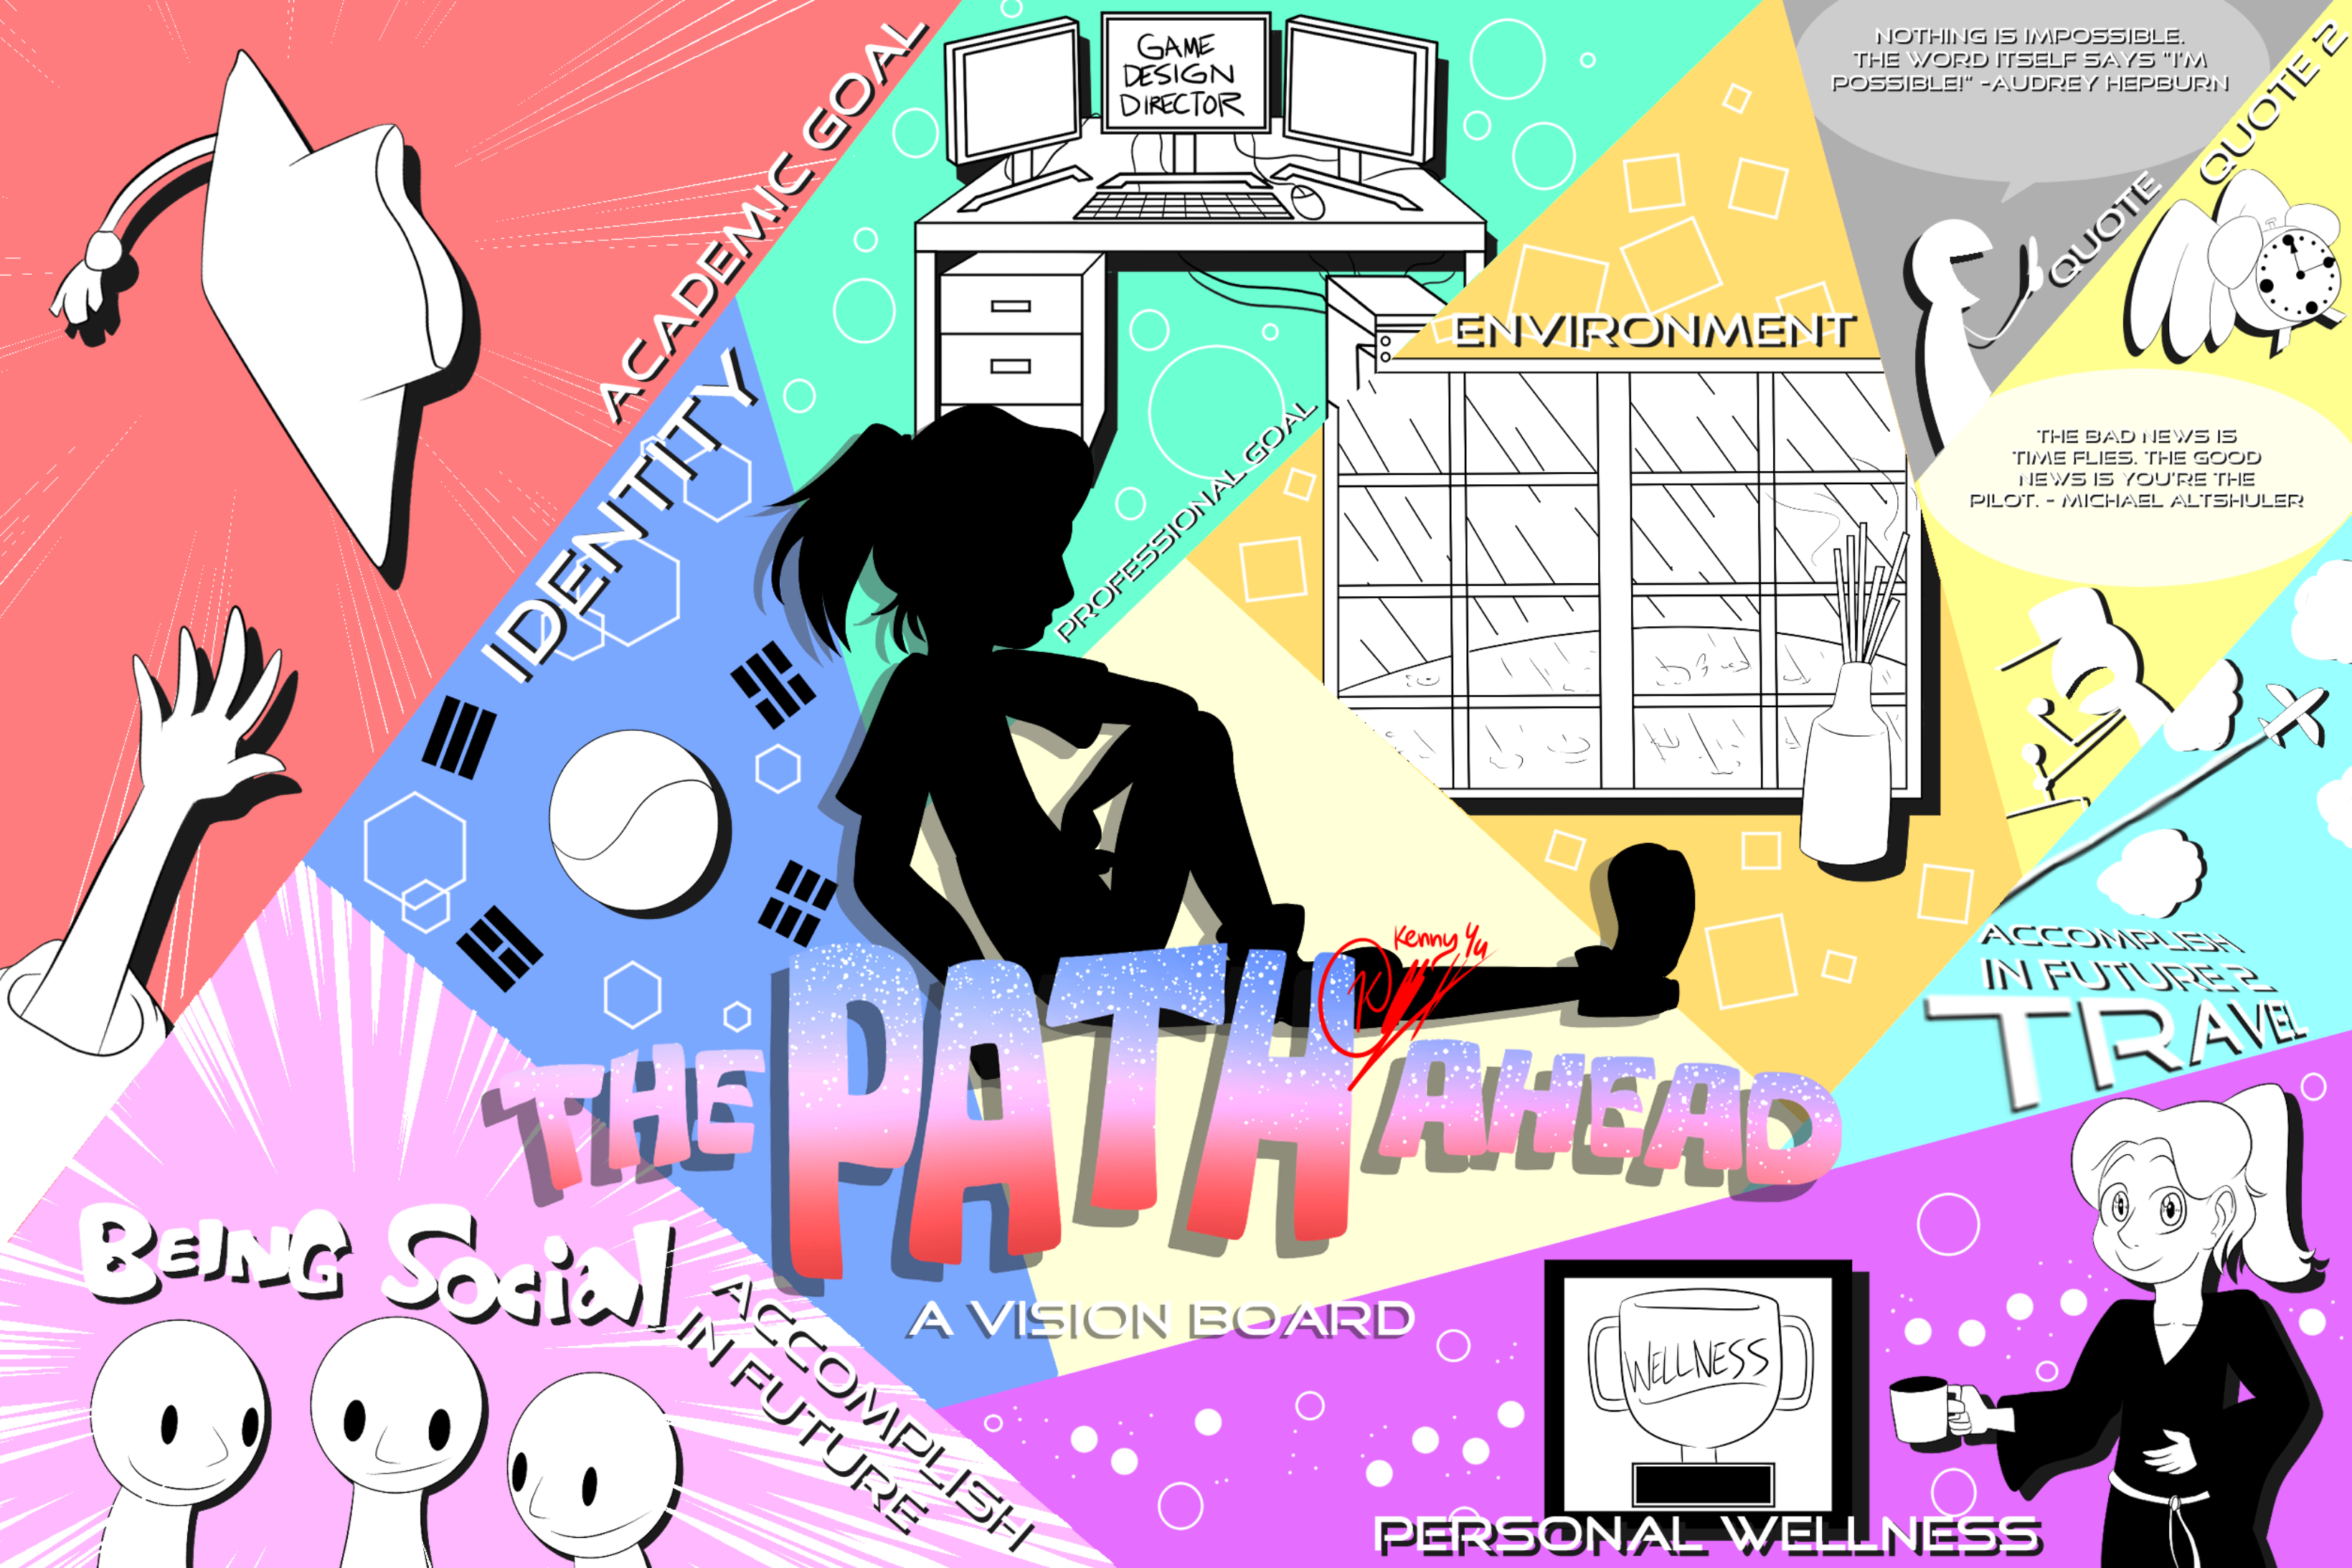 ACADEMIC GOAL
GAME
DESIGN
DIRECTOR
NOTHING IS IMPOSSIBLE.
THE WORD ITSELF SAYS "I'M
POSSIBLE!" -AUDREY HEPBURN
QUOTE
QUOTE 2
IDENTITY
PROFESSIONAL GOAL
ENVIRONMENT
THE BAD NEWS IS
TIME FLIES. THE GOOD
NEWS IS YOU'RE THE
PILOT. - MICHAEL ALTSHULER
Kenny Yu
ACCOMPLISH
IN FUTURE 2
TRAVEL
THE PATH AHEAD
A VISION BOARD
BEING SOCIAL
ACCOMPLISH
IN FUTURE
WELLNESS
PERSONAL WELLNESS